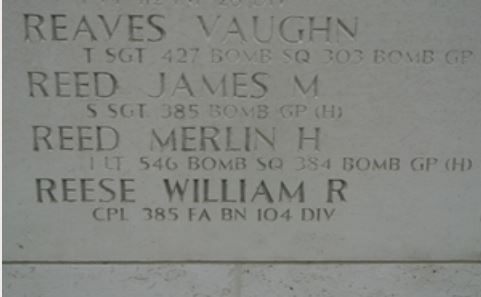 REAVES VAUGHN
T SGT 427 BOMB SQ 303 BOMB GP
REED JAMES M
S SGT 385 BOMB GP (H)
REED MERLIN H
1 LT 546 BOMB SQ 384 BOMB GP (H)
REESE WILLIAM R
CPL 385 FA BN 104 DIV